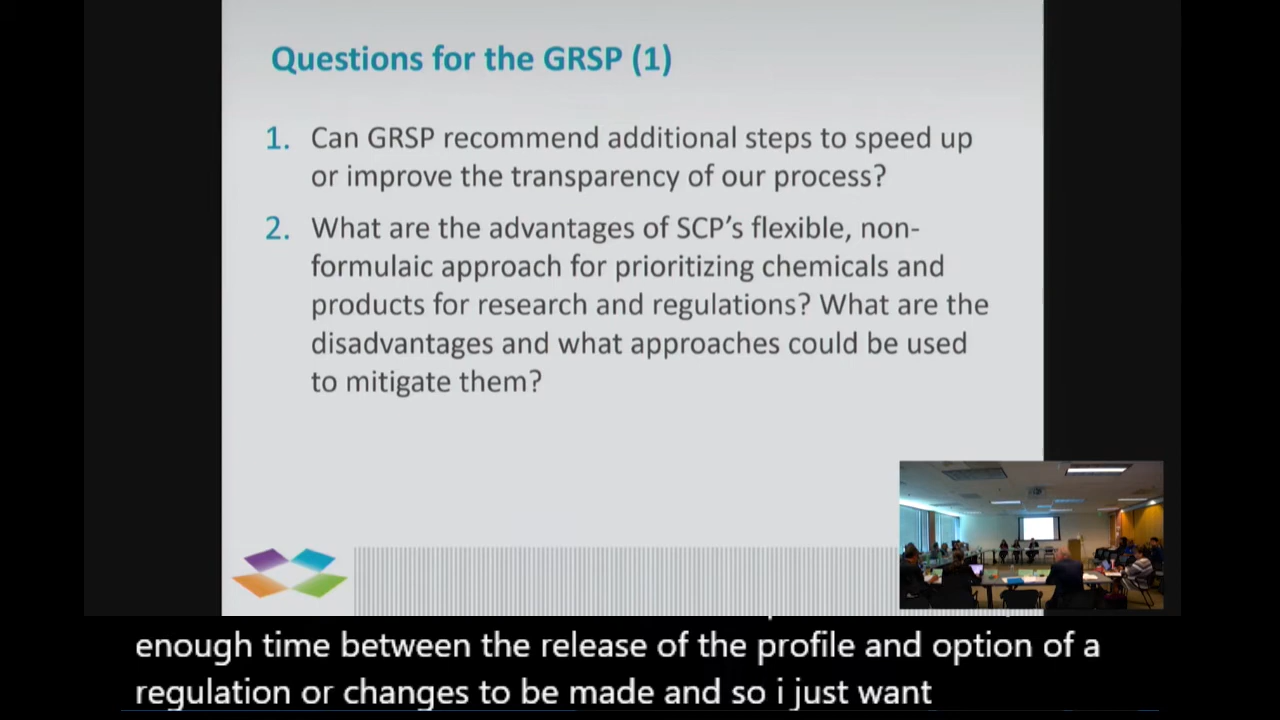 Questions for the GRSP (1)
1. Can GRSP recommend additional steps to speed up
or improve the transparency of our process?
2. What are the advantages of SCP's flexible, non-
formulaic approach for prioritizing chemicals and
products for research and regulations? What are the
disadvantages and what approaches could be used
to mitigate them?
enough time between the release of the profile and option of a
regulation or changes to be made and so i just want